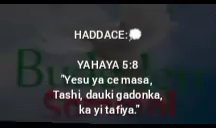 HADDACE:💭
YAHAYA 5:8
"Yesu ya ce masa,
Tashi, dauki gadonka,
ka yi tafiya."